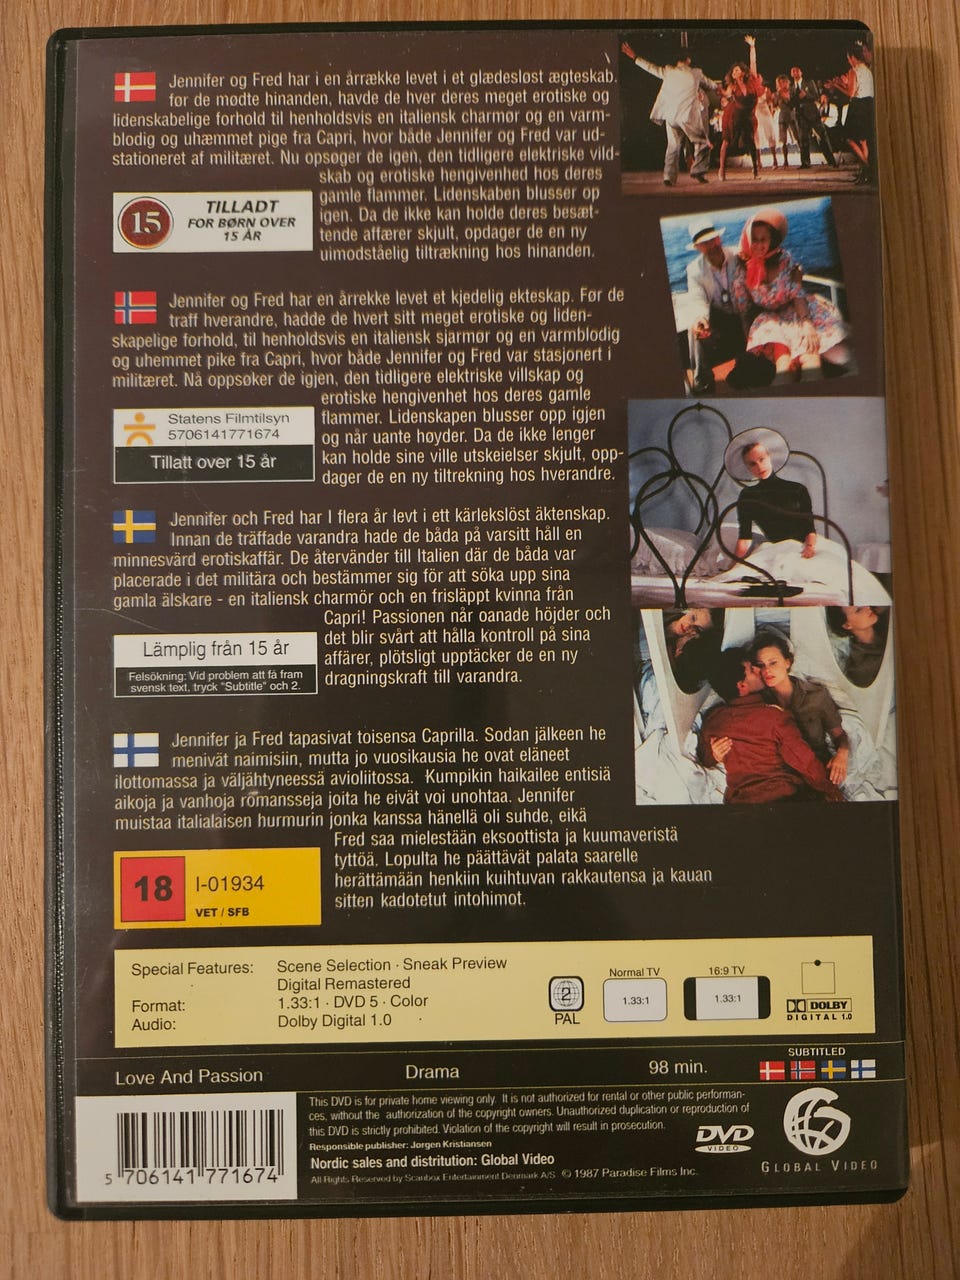 Jennifer og Fred har i en årrække levet i et glædesløst ægteskab.
før de mødte hinanden, havde de hver deres meget erotiske og
lidenskabelige forhold til henholdsvis en italiensk charmør og en varm-
blodig og uhæmmet pige fra Capri, hvor både Jennifer og Fred var ud-
stationeret af militæret. Nu opsøger de igen, den tidligere elektriske vild-
skab og erotiske hengivenhed hos deres
gamle flammer. Lidenskaben blusser op
igen. Da de ikke kan holde deres besæt-
tende affærer skjult, opdager de en ny
uimodståelig tiltrækning hos hinanden.
15
TILLADT
FOR BØRN OVER
15 ÅR
Jennifer og Fred har en årrekke levet et kjedelig ekteskap. Før de
traff hverandre, hadde de hvert sitt meget erotiske og liden-
skapelige forhold, til henholdsvis en italiensk sjarmør og en varmblodig
og uhemmet pike fra Capri, hvor både Jennifer og Fred var stasjonert i
militæret. Nå oppsøker de igjen, den tidligere elektriske villskap og
erotiske hengivenhet hos deres gamle
flammer. Lidenskapen blusser opp igjen
og når uante høyder. Da de ikke lenger
kan holde sine ville utskeielser skjult, opp-
dager de en ny tiltrekning hos hverandre.
Statens Filmtilsyn
5706141771674
Tillatt over 15 år
Jennifer och Fred har I flera år levt i ett kärlekslöst äktenskap.
Innan de träffade varandra hade de båda på varsitt håll en
minnesvärd erotiskaffär. De återvänder till Italien där de båda var
placerade i det militära och bestämmer sig för att söka upp sina
gamla älskare - en italiensk charmör och en frisläppt kvinna från
Capri! Passionen når oanade höjder och
det blir svårt att hålla kontroll på sina
affärer, plötsligt upptäcker de en ny
dragningskraft till varandra.
Lämplig från 15 år
Felsökning: Vid problem att få fram
svensk text, tryck "Subtitle" och 2.
Jennifer ja Fred tapasivat toisensa Caprilla. Sodan jälkeen he
menivät naimisiin, mutta jo vuosikausia he ovat eläneet
ilottomassa ja väljähtyneessä avioliitossa. Kumpikin haikailee entisiä
aikoja ja vanhoja romansseja joita he eivät voi unohtaa. Jennifer
muistaa italialaisen hurmurin jonka kanssa hänellä oli suhde, eikä
Fred saa mielestään eksoottista ja kuumaveristä
tyttöä. Lopulta he päättävät palata saarelle
herättämään henkiin kuihtuvan rakkautensa ja kauan
sitten kadotetut intohimot.
18
I-01934
VET / SFB
Special Features: Scene Selection · Sneak Preview
Digital Remastered
Format: 1.33:1 · DVD 5 · Color
Audio: Dolby Digital 1.0
2
PAL
Normal TV
1.33:1
16:9 TV
1.33:1
DOLBY
DIGITAL 1.0
Love And Passion Drama 98 min.
SUBTITLED
This DVD is for private home viewing only. It is not authorized for rental or other public performan-
ces, without the authorization of the copyright owners. Unauthorized duplication or reproduction of
this DVD is strictly prohibited. Violation of the copyright will result in prosecution.
Responsible publisher: Jørgen Kristiansen
Nordic sales and distritution: Global Video
All Rights Reserved by Scanbox Entertainment Denmark A/S © 1987 Paradise Films Inc.
DVD
VIDEO
GLOBAL VIDEO
5 706141 771674